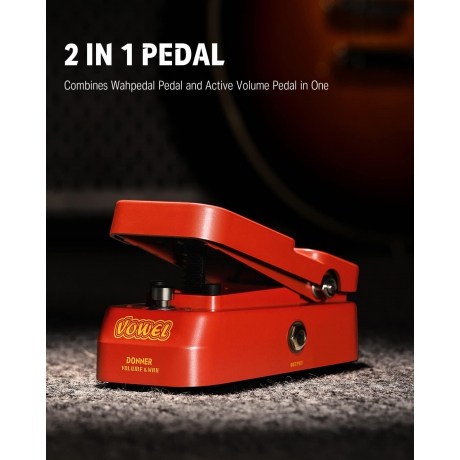 2 IN 1 PEDAL
Combines Wahpedal Pedal and Active Volume Pedal in One
VOWEL
DONNER
VOLUME & WAH